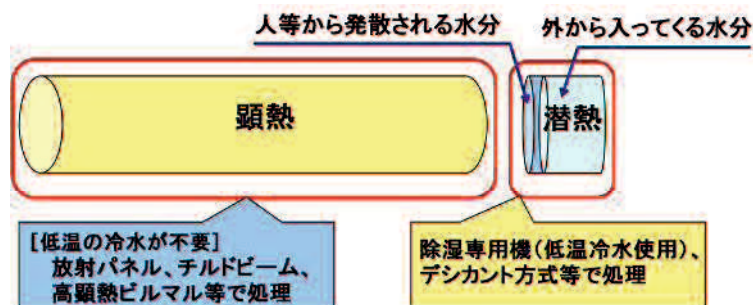 人等から発散される水分
外から入ってくる水分
顕熱
潜熱
[低温の冷水が不要]
放射パネル、チルドビーム、
高顕熱ビルマル等で処理
除湿専用機(低温冷水使用)、
デシカント方式等で処理